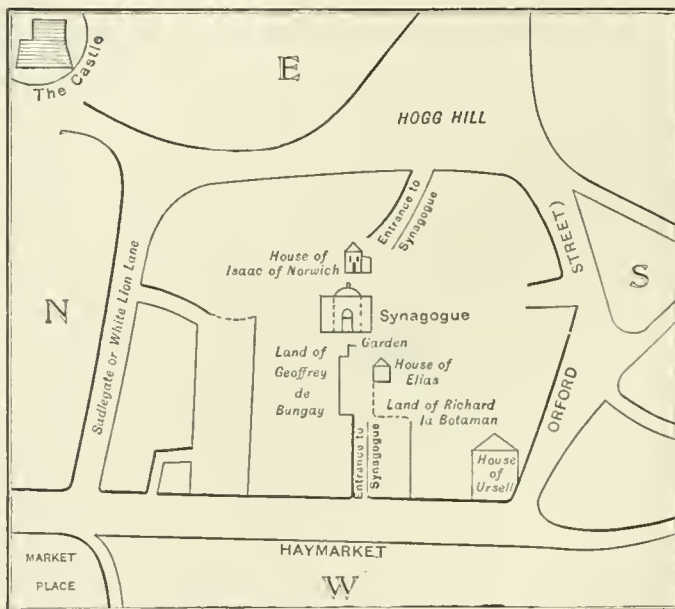 The Castle
E
HOGG HILL
Entrance to
Synagogue
STREET)
House of
Isaac of Norwich
S
N
Sadlegate or White Lion Lane
Synagogue
Garden
Land of
Geoffrey
de
Bungay
House of
Elias
Land of Richard
la Botaman
ORFORD
Entrance to
Synagogue
House
of
Ursell
HAYMARKET
MARKET
PLACE
W